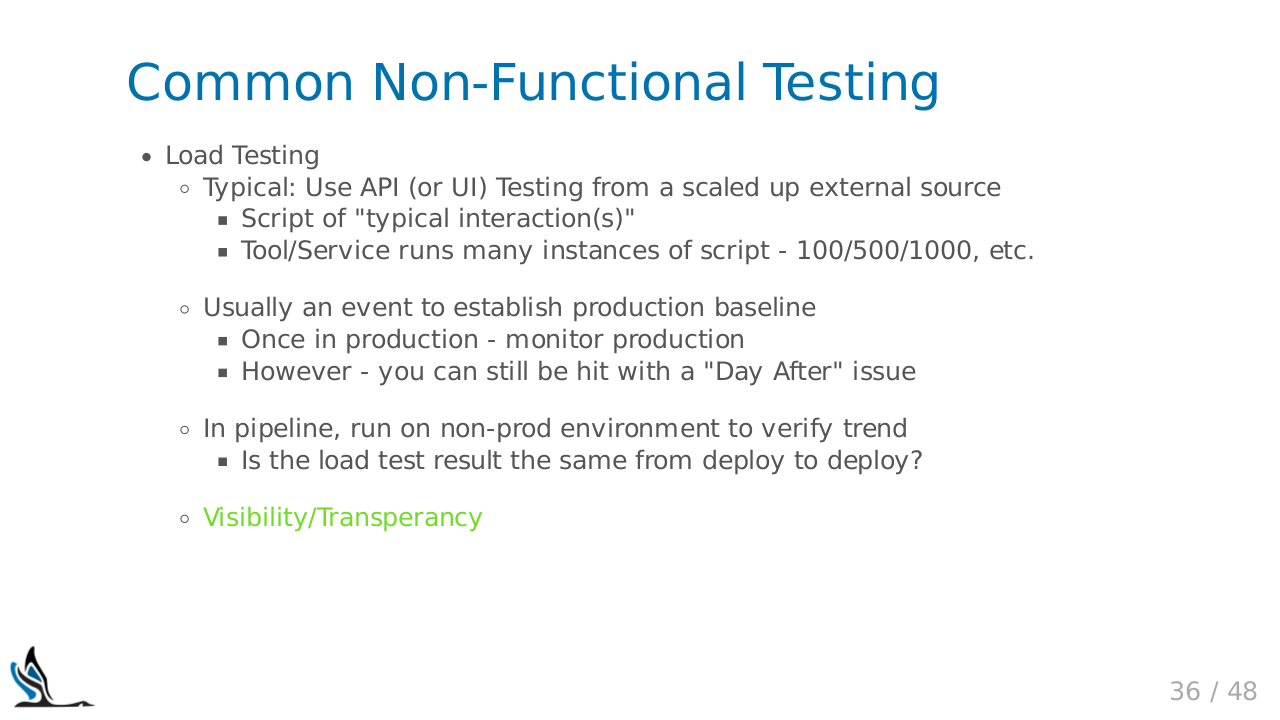 Common Non-Functional Testing
Load Testing
Typical: Use API (or UI) Testing from a scaled up external source
Script of "typical interaction(s)"
Tool/Service runs many instances of script - 100/500/1000, etc.
Usually an event to establish production baseline
Once in production - monitor production
However - you can still be hit with a "Day After" issue
In pipeline, run on non-prod environment to verify trend
Is the load test result the same from deploy to deploy?
Visibility/Transperancy
36 / 48